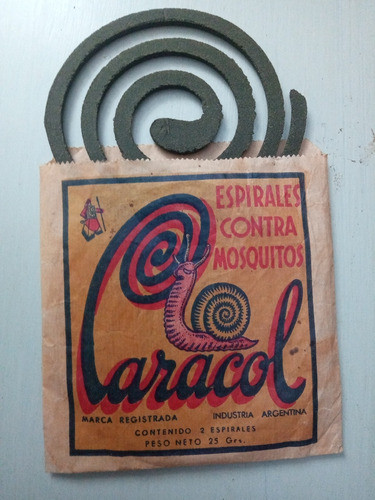 ESPIRALES
CONTRA
MOSQUITOS
Caracol
MARCA REGISTRADA INDUSTRIA ARGENTINA
CONTENIDO 2 ESPIRALES
PESO NETO 25 Grs.